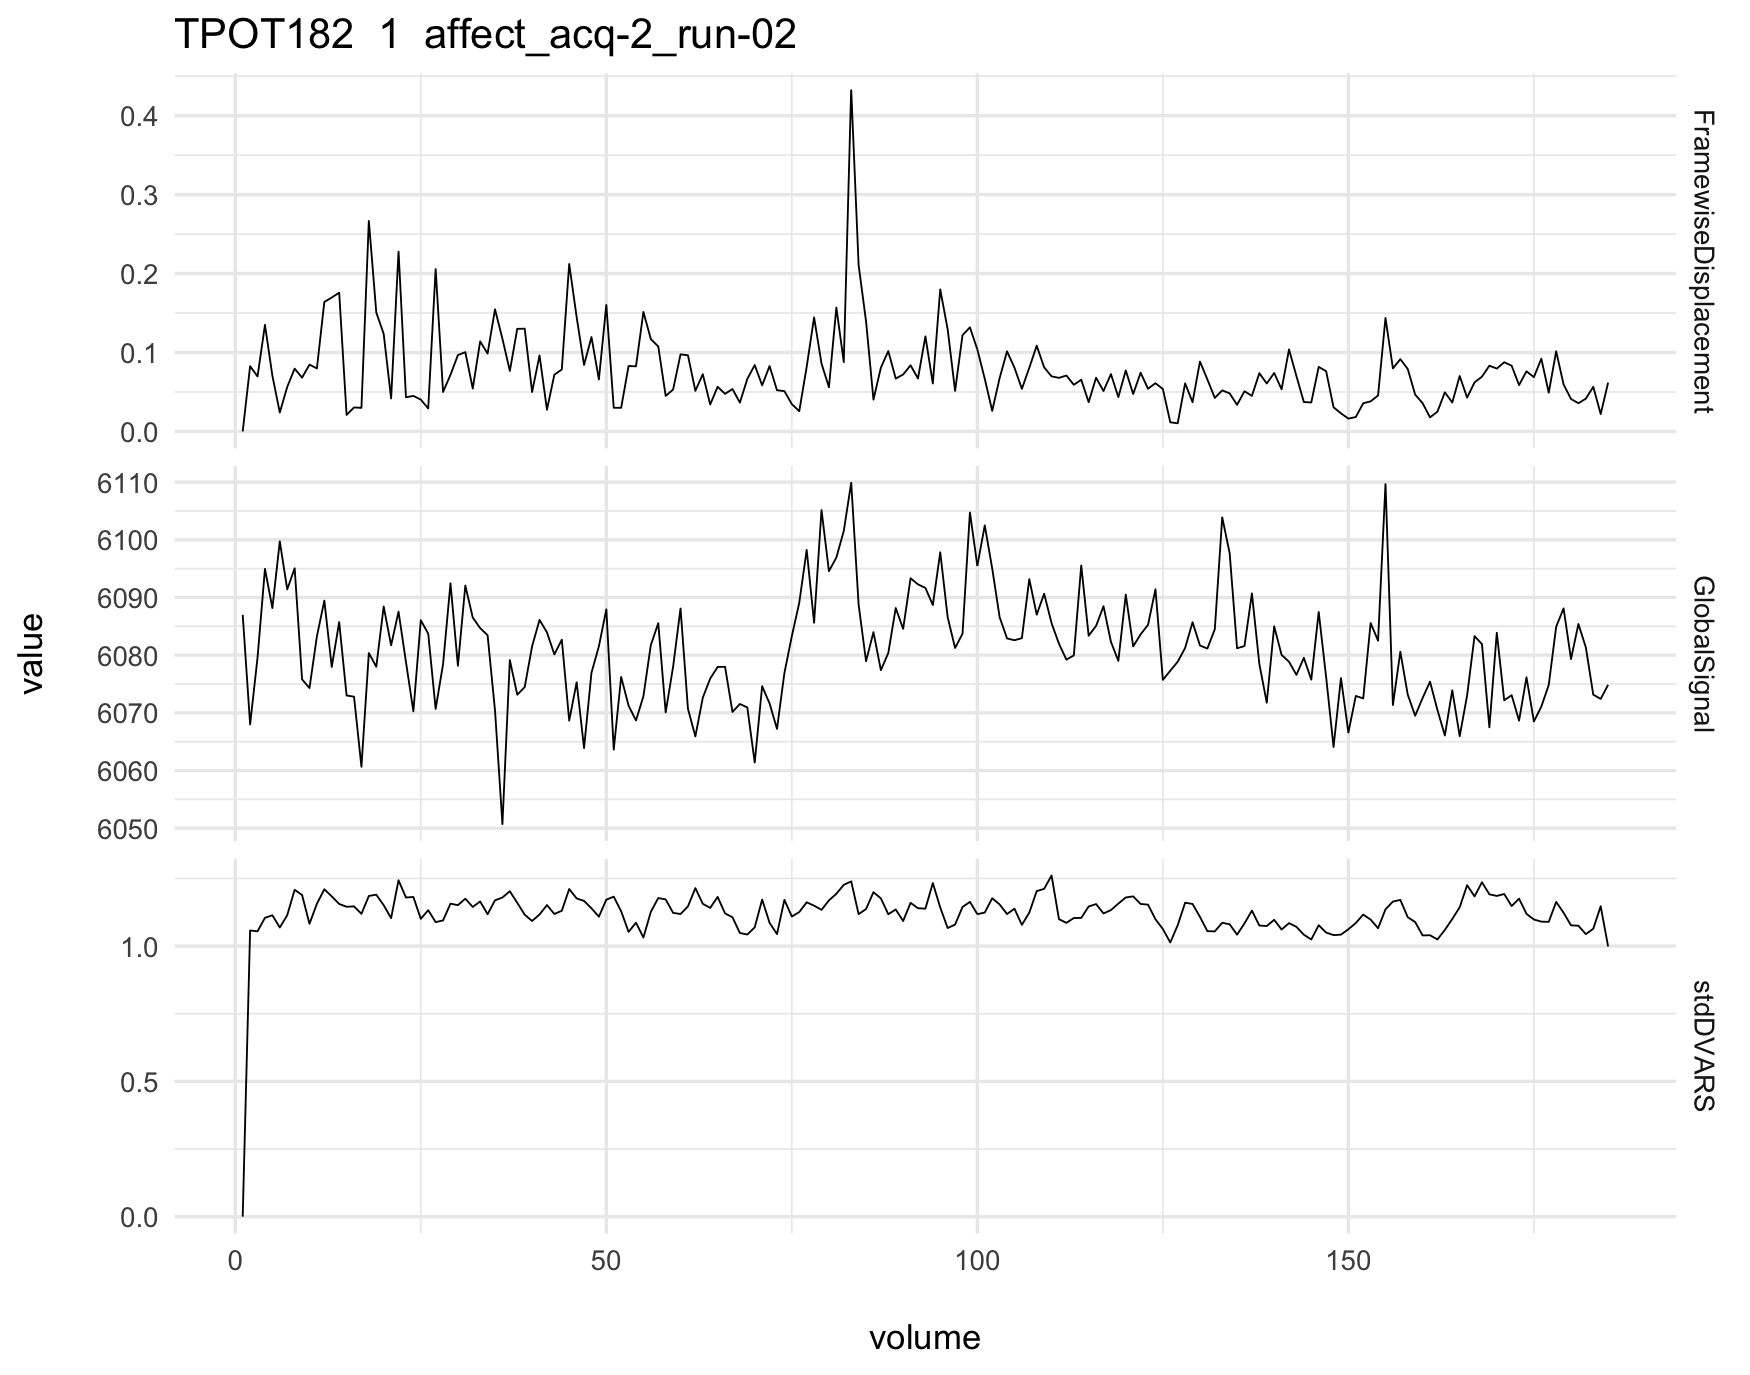 TPOT182 1 affect_acq-2_run-02
0.4
0.3
0.2
0.1
0.0
FramewiseDisplacement
6110
6100
6090
6080
6070
6060
6050
GlobalSignal
value
1.0
0.5
0.0
stdDVARS
0 50 100 150
volume